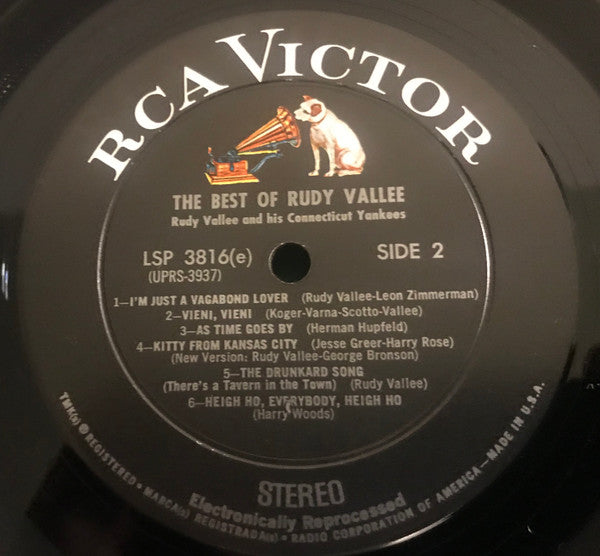 RCA VICTOR
THE BEST OF RUDY VALLEE
Rudy Vallee and his Connecticut Yankees
LSP 3816(e) SIDE 2
(UPRS-3937)
1—I'M JUST A VAGABOND LOVER (Rudy Vallee-Leon Zimmerman)
2—VIENI, VIENI (Koger-Varna-Scotto-Vallee)
3—AS TIME GOES BY (Herman Hupfeld)
4—KITTY FROM KANSAS CITY (Jesse Greer-Harry Rose)
(New Version: Rudy Vallee-George Bronson)
5—THE DRUNKARD SONG
(There's a Tavern in the Town) (Rudy Vallee)
6—HEIGH HO, EVERYBODY, HEIGH HO
(Harry Woods)
STEREO
Electronically Reprocessed
TMK(s) ® REGISTERED • MARCA(s) REGISTRADA(s) • RADIO CORPORATION OF AMERICA—MADE IN U.S.A.